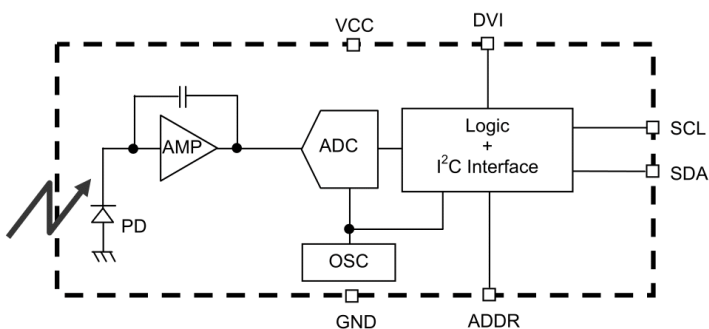 VCC
DVI
AMP
ADC
Logic
+
I²C Interface
SCL
SDA
PD
OSC
GND
ADDR